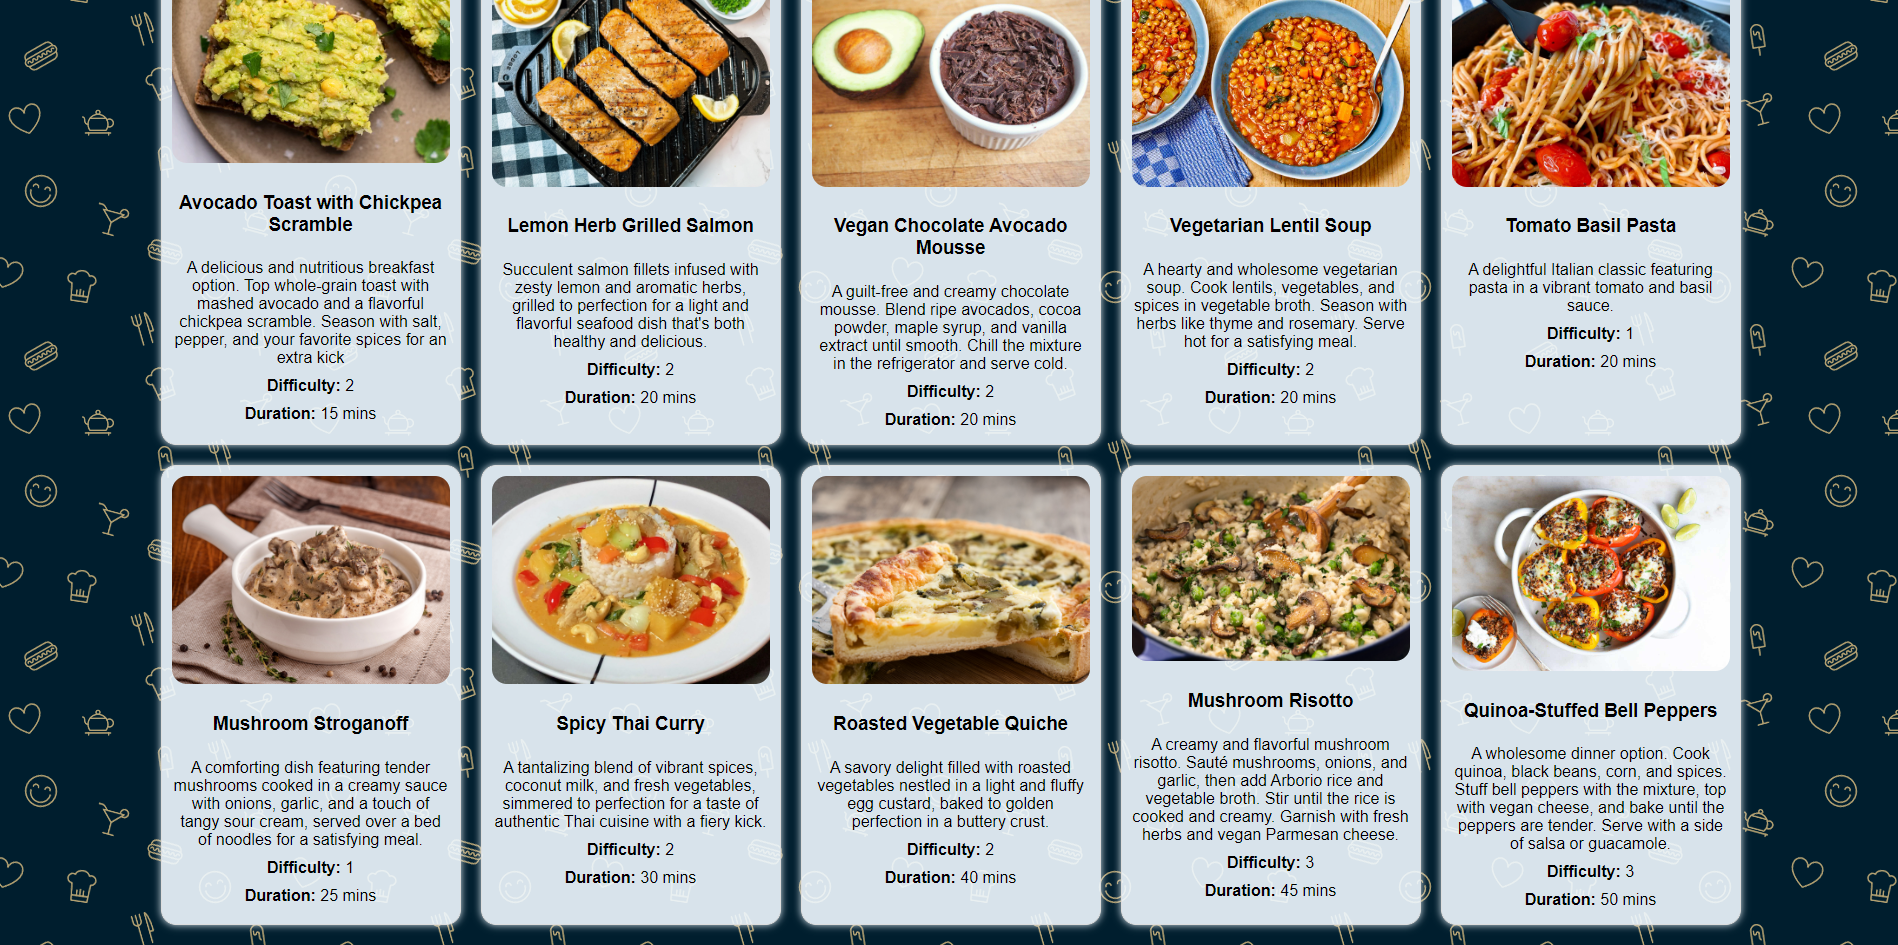 Avocado Toast with Chickpea
Scramble
A delicious and nutritious breakfast
option. Top whole-grain toast with
mashed avocado and a flavorful
chickpea scramble. Season with salt,
pepper, and your favorite spices for an
extra kick
Difficulty: 2
Duration: 15 mins
Lemon Herb Grilled Salmon
Succulent salmon fillets infused with
zesty lemon and aromatic herbs,
grilled to perfection for a light and
flavorful seafood dish that's both
healthy and delicious.
Difficulty: 2
Duration: 20 mins
Vegan Chocolate Avocado
Mousse
A guilt-free and creamy chocolate
mousse. Blend ripe avocados, cocoa
powder, maple syrup, and vanilla
extract until smooth. Chill the mixture
in the refrigerator and serve cold.
Difficulty: 2
Duration: 20 mins
Vegetarian Lentil Soup
A hearty and wholesome vegetarian
soup. Cook lentils, vegetables, and
spices in vegetable broth. Season with
herbs like thyme and rosemary. Serve
hot for a satisfying meal.
Difficulty: 2
Duration: 20 mins
Tomato Basil Pasta
A delightful Italian classic featuring
pasta in a vibrant tomato and basil
sauce.
Difficulty: 1
Duration: 20 mins
Mushroom Stroganoff
A comforting dish featuring tender
mushrooms cooked in a creamy sauce
with onions, garlic, and a touch of
tangy sour cream, served over a bed
of noodles for a satisfying meal.
Difficulty: 1
Duration: 25 mins
Spicy Thai Curry
A tantalizing blend of vibrant spices,
coconut milk, and fresh vegetables,
simmered to perfection for a taste of
authentic Thai cuisine with a fiery kick.
Difficulty: 2
Duration: 30 mins
Roasted Vegetable Quiche
A savory delight filled with roasted
vegetables nestled in a light and fluffy
egg custard, baked to golden
perfection in a buttery crust.
Difficulty: 2
Duration: 40 mins
Mushroom Risotto
A creamy and flavorful mushroom
risotto. Sauté mushrooms, onions, and
garlic, then add Arborio rice and
vegetable broth. Stir until the rice is
cooked and creamy. Garnish with fresh
herbs and vegan Parmesan cheese.
Difficulty: 3
Duration: 45 mins
Quinoa-Stuffed Bell Peppers
A wholesome dinner option. Cook
quinoa, black beans, corn, and spices.
Stuff bell peppers with the mixture, top
with vegan cheese, and bake until the
peppers are tender. Serve with a side
of salsa or guacamole.
Difficulty: 3
Duration: 50 mins